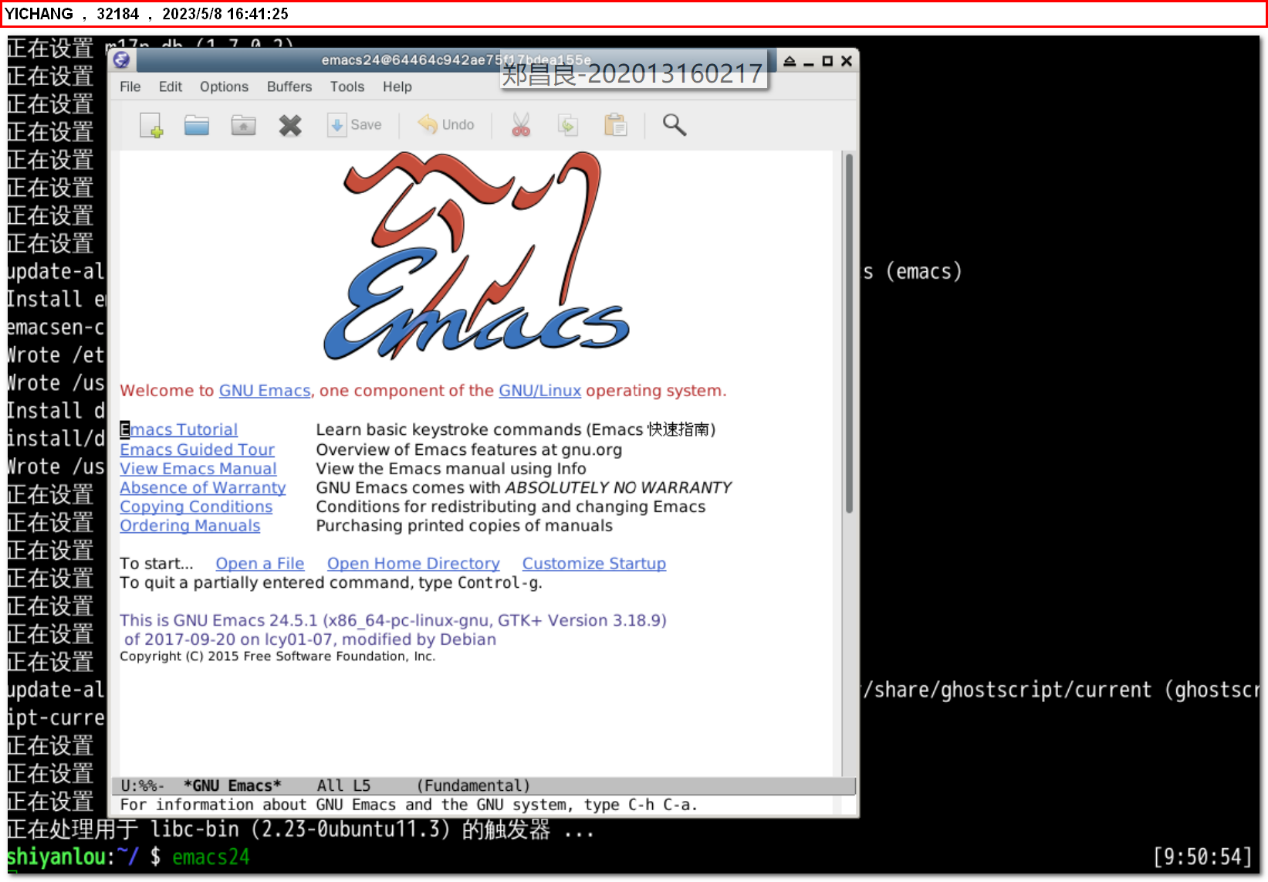 YICHANG , 32184 , 2023/5/8 16:41:25
正在设置 m17n-db (1.7.0-2)
emacs24@64464c942ae75f17bdea155e
郑昌良-202013160217
正在设置
File Edit Options Buffers Tools Help
正在设置
正在设置
Save Undo
正在设置
正在设置
正在设置
正在设置
update-al s (emacs)
Install em
emacsen-c
Emacs
Wrote /et
Wrote /us
Welcome to GNU Emacs, one component of the GNU/Linux operating system.
Install d
Emacs Tutorial Learn basic keystroke commands (Emacs 快速指南)
install/d
Emacs Guided Tour Overview of Emacs features at gnu.org
Wrote /us
View Emacs Manual View the Emacs manual using Info
Absence of Warranty GNU Emacs comes with ABSOLUTELY NO WARRANTY
正在设置
Copying Conditions Conditions for redistributing and changing Emacs
正在设置
Ordering Manuals Purchasing printed copies of manuals
正在设置
To start... Open a File Open Home Directory Customize Startup
正在设置
To quit a partially entered command, type Control-g.
正在设置
This is GNU Emacs 24.5.1 (x86_64-pc-linux-gnu, GTK+ Version 3.18.9)
正在设置
of 2017-09-20 on lcy01-07, modified by Debian
正在设置
Copyright (C) 2015 Free Software Foundation, Inc.
update-al /share/ghostscript/current (ghostscr
ipt-curre
正在设置
正在设置
U:%%- *GNU Emacs* All L5 (Fundamental)
正在设置
For information about GNU Emacs and the GNU system, type C-h C-a.
正在处理用于 libc-bin (2.23-0ubuntu11.3) 的触发器 ...
shiyanlou:~/ $ emacs24 [9:50:54]